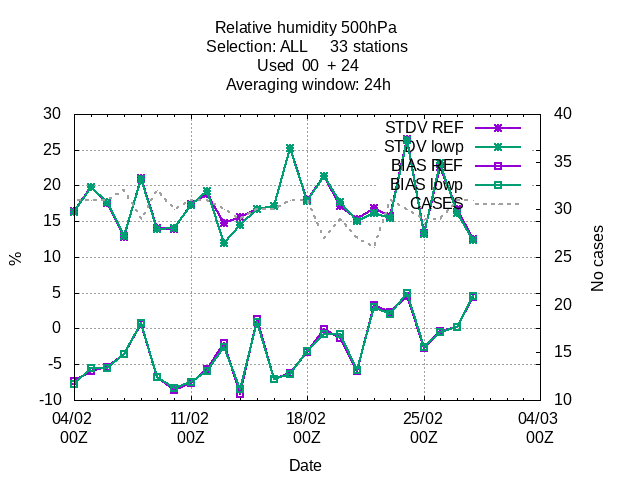 Relative humidity 500hPa
Selection: ALL 33 stations
Used 00 + 24
Averaging window: 24h
30
25
20
15
10
5
0
-5
-10
%
40
35
30
25
20
15
10
No cases
STDV REF
STDV lowp
BIAS REF
BIAS lowp
CASES
04/02 11/02 18/02 25/02 04/03
00Z 00Z 00Z 00Z 00Z
Date